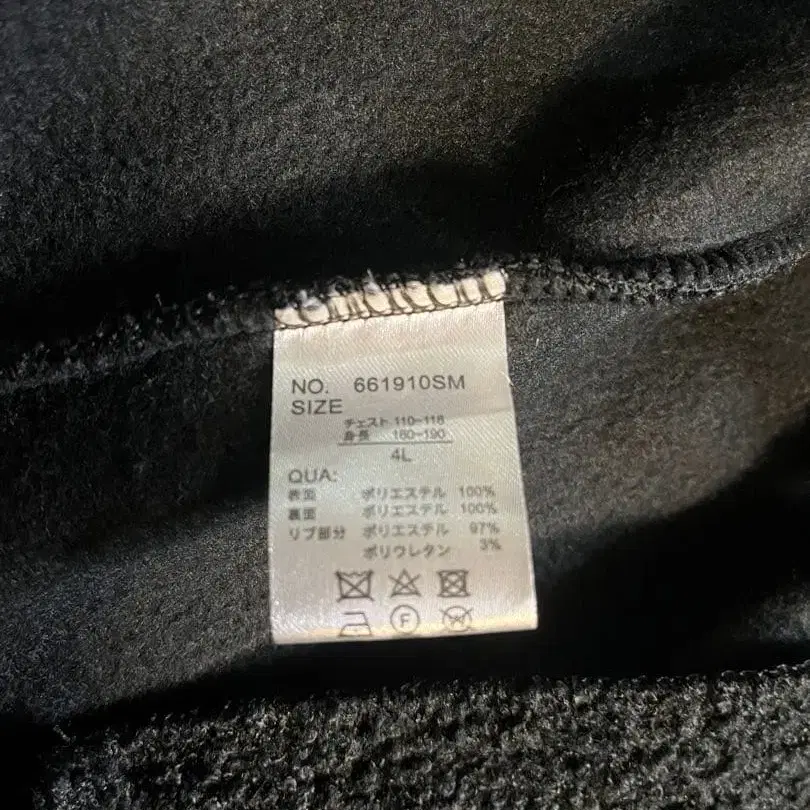 NO. 661910SM
SIZE
チェスト 110-118
身長 180-190
4L
QUA:
表面 ポリエステル 100%
裏面 ポリエステル 100%
リブ部分 ポリエステル 97%
ポリウレタン 3%
F
W